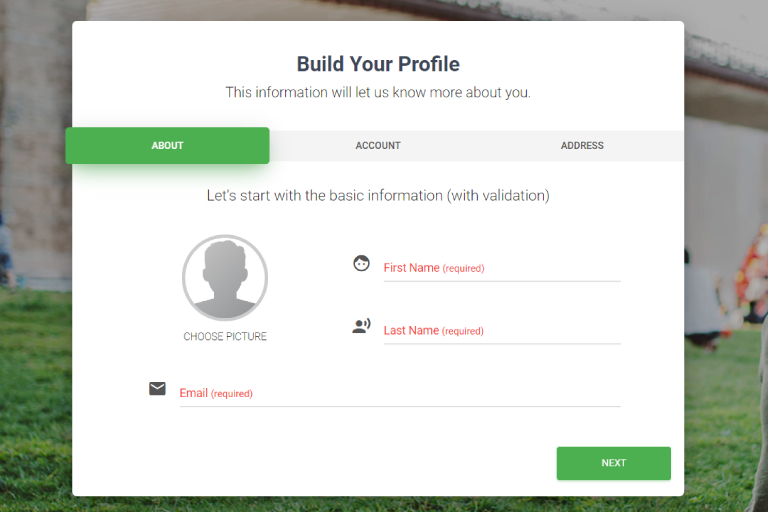 Build Your Profile
This information will let us know more about you.
ABOUT
ACCOUNT
ADDRESS
Let's start with the basic information (with validation)
First Name (required)
Last Name (required)
CHOOSE PICTURE
Email (required)
NEXT